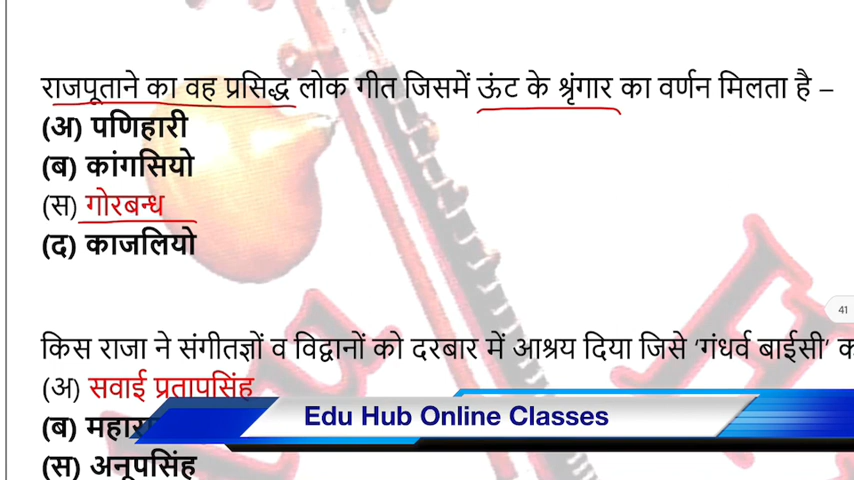 राजपूताने का वह प्रसिद्ध लोक गीत जिसमें ऊंट के श्रृंगार का वर्णन मिलता है –
(अ) पणिहारी
(ब) कांगसियो
(स) गोरबन्ध
(द) काजलियो
41
किस राजा ने संगीतज्ञों व विद्वानों को दरबार में आश्रय दिया जिसे ‘गंधर्व बाईसी’
(अ) सवाई प्रतापसिंह
Edu Hub Online Classes
(ब)
(स) अनूपसिंह